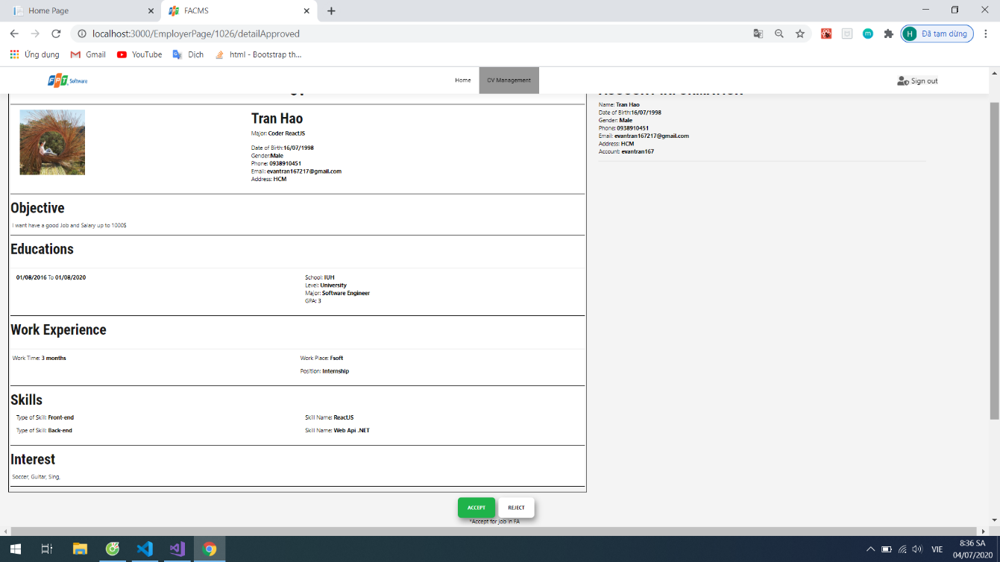 Home Page
FACMS
localhost:3000/EmployerPage/1026/detailApproved
H Đã tạm dừng
Ứng dụng Gmail YouTube Dịch html - Bootstrap th...
FPT Software Home CV Management Sign out
Tran Hao
Major: Coder ReactJS
Date of Birth:16/07/1998
Gender:Male
Phone: 0938910451
Email: evantran167217@gmail.com
Address: HCM
Objective
I want have a good Job and Salary up to 1000$
Educations
01/08/2016 To 01/08/2020
School: IUH
Level: University
Major: Software Engineer
GPA: 3
Work Experience
Work Time: 3 months
Work Place: Fsoft
Position: Internship
Skills
Type of Skill: Front-end Skill Name: ReactJS
Type of Skill: Back-end Skill Name: Web Api .NET
Interest
Soccer, Guitar, Sing,
Name: Tran Hao
Date of Birth:16/07/1998
Gender: Male
Phone: 0938910451
Email: evantran167217@gmail.com
Address: HCM
Account: evantran167
ACCEPT REJECT
*Accept for job in FA
VIE
8:36 SA
04/07/2020